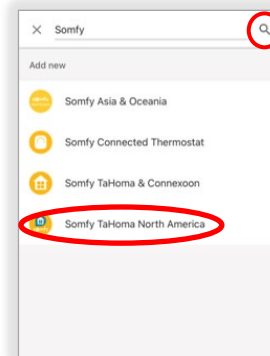 Somfy
Add new
Somfy Asia & Oceania
Somfy Connected Thermostat
Somfy TaHoma & Connexoon
Somfy TaHoma North America